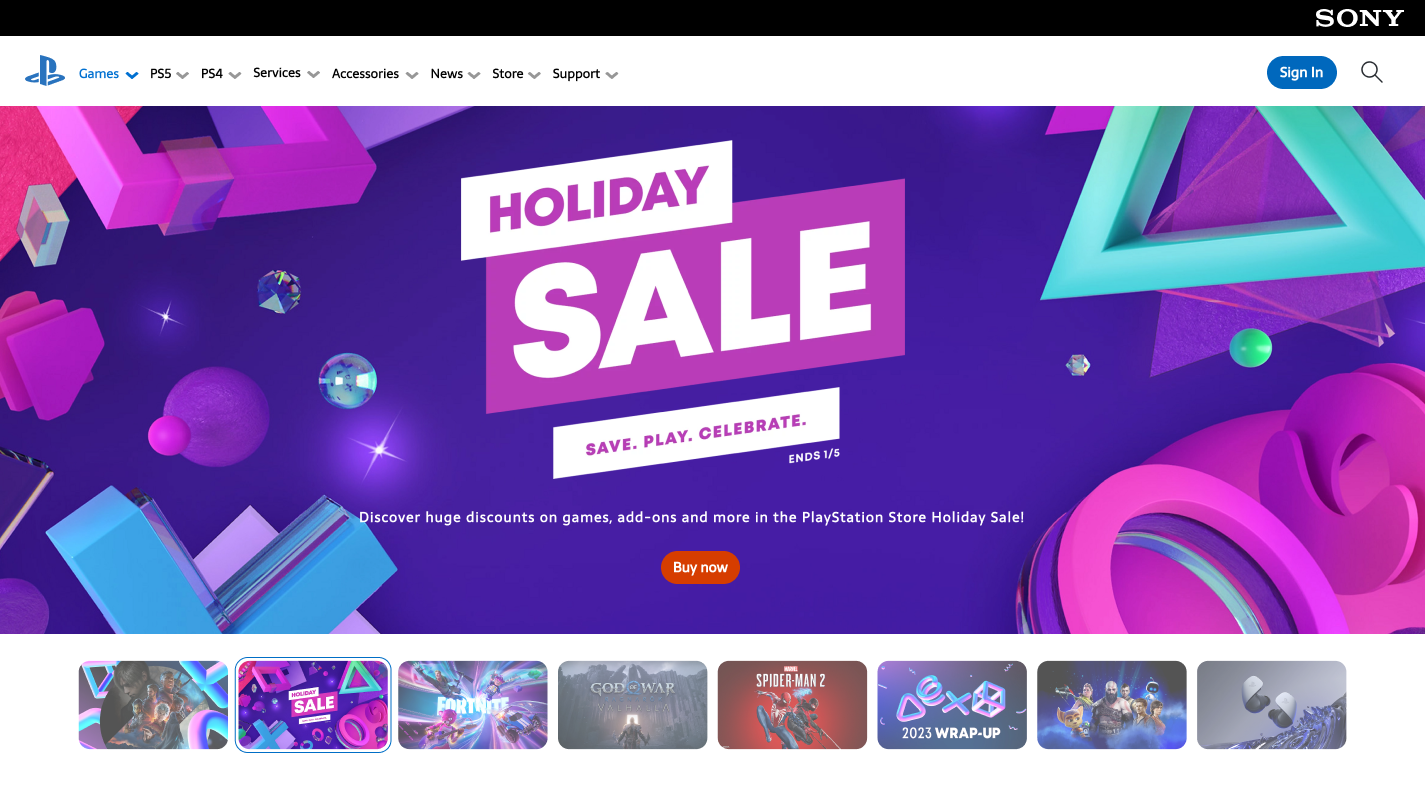 SONY
Games PS5 PS4 Services Accessories News Store Support Sign In
HOLIDAY
SALE
SAVE. PLAY. CELEBRATE.
ENDS 1/5
Discover huge discounts on games, add-ons and more in the PlayStation Store Holiday Sale!
Buy now
HOLIDAY
SALE
FORTNITE
GOD OF WAR
VALHALLA
MARVEL
SPIDER-MAN 2
2023 WRAP-UP